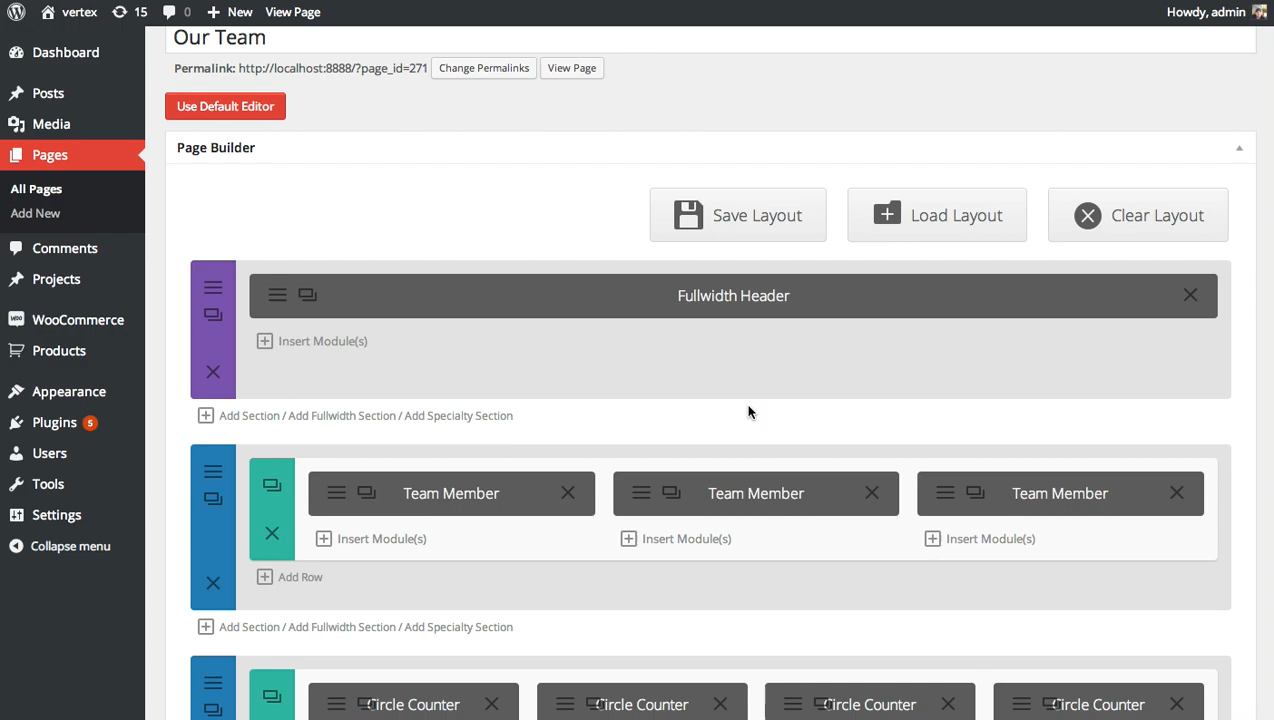 vertex 15 0 New View Page Howdy, admin
Dashboard
Posts
Media
Pages
All Pages
Add New
Comments
Projects
WooCommerce
Products
Appearance
Plugins 5
Users
Tools
Settings
Collapse menu
Our Team
Permalink: http://localhost:8888/?page_id=271 Change Permalinks View Page
Use Default Editor
Page Builder
Save Layout Load Layout Clear Layout
Fullwidth Header
Insert Module(s)
Add Section / Add Fullwidth Section / Add Specialty Section
Team Member Team Member Team Member
Insert Module(s) Insert Module(s) Insert Module(s)
Add Row
Add Section / Add Fullwidth Section / Add Specialty Section
Circle Counter Circle Counter Circle Counter Circle Counter